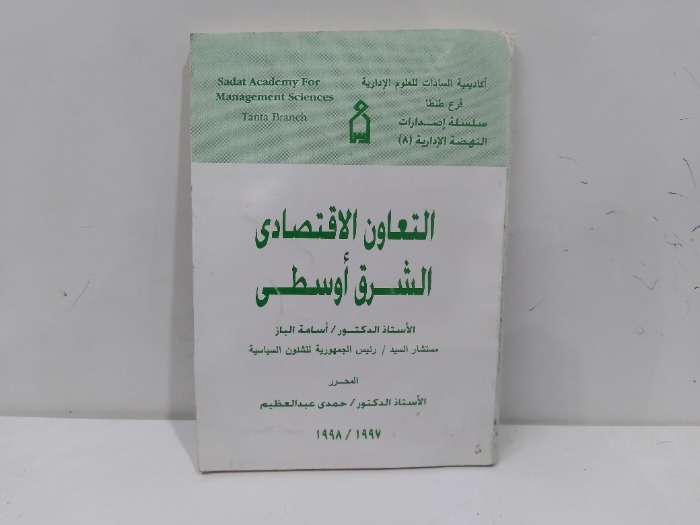 Sadat Academy For
Management Sciences
Tanta Branch
أكاديمية السادات للعلوم الإدارية
فرع طنطا
سلسلة إصدارات
النهضة الإدارية (٨)
التعاون الاقتصادى
الشرق أوسطى
الأستاذ الدكتور / أسامة الباز
مستشار السيد / رئيس الجمهورية للشئون السياسية
المحرر
الأستاذ الدكتور / حمدى عبدالعظيم
١٩٩٧ / ١٩٩٨